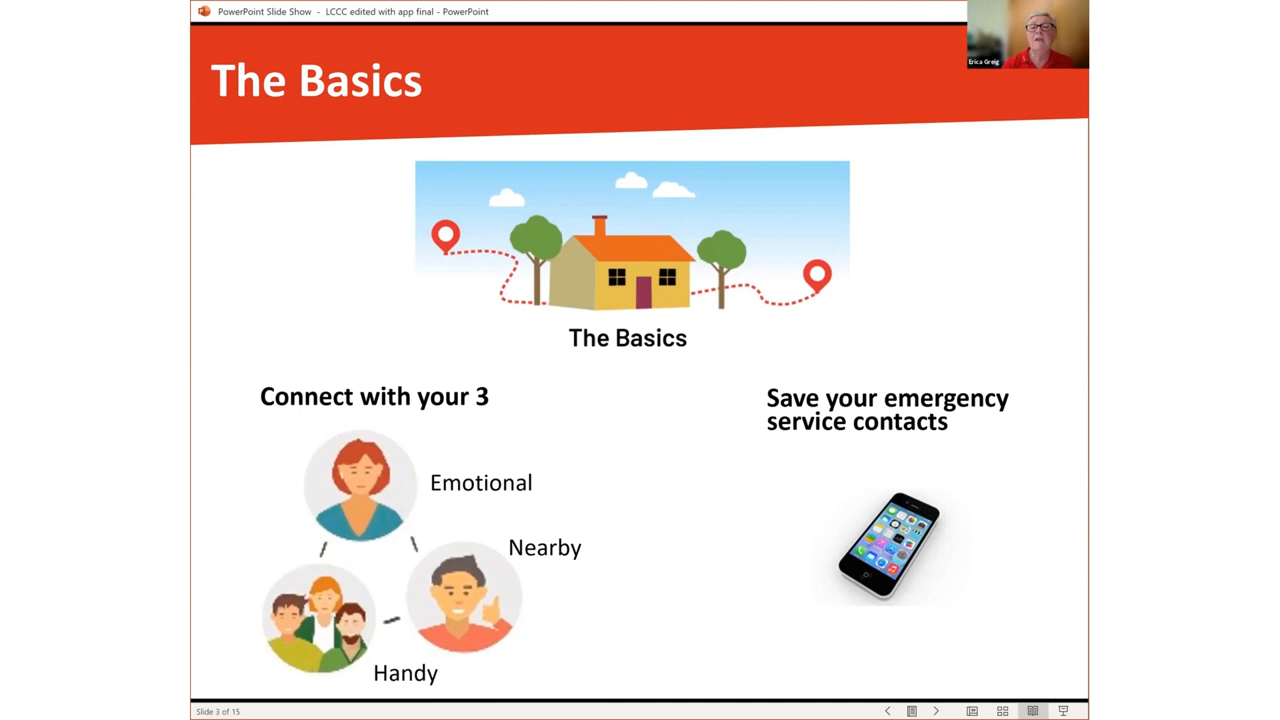 PowerPoint Slide Show - LCCC edited with app final - PowerPoint
Erica Greig
The Basics
The Basics
Connect with your 3
Emotional
Nearby
Handy
Save your emergency
service contacts
Slide 3 of 15